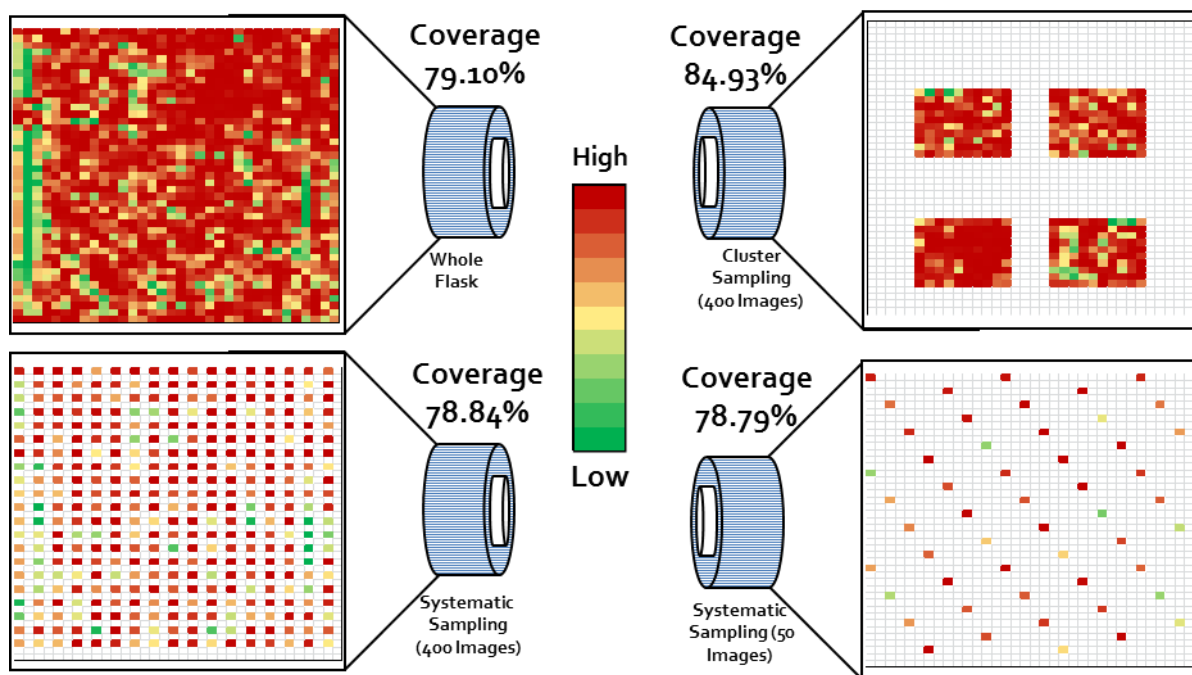 Coverage
79.10%
Whole
Flask
Coverage
84.93%
Cluster
Sampling
(400 Images)
High
Low
Coverage
78.84%
Systematic
Sampling
(400 Images)
Coverage
78.79%
Systematic
Sampling (50
Images)